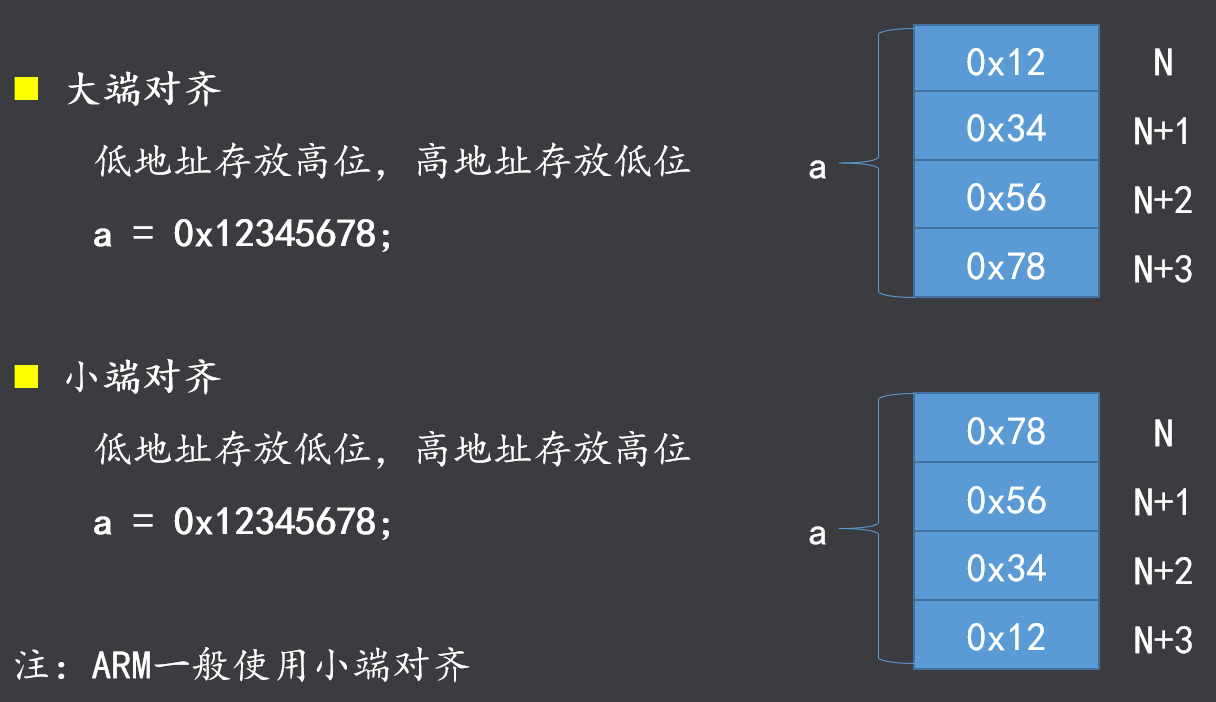 大端对齐
低地址存放高位，高地址存放低位
a = 0x12345678;
a
0x12 N
0x34 N+1
0x56 N+2
0x78 N+3
小端对齐
低地址存放低位，高地址存放高位
a = 0x12345678;
a
0x78 N
0x56 N+1
0x34 N+2
0x12 N+3
注：ARM一般使用小端对齐